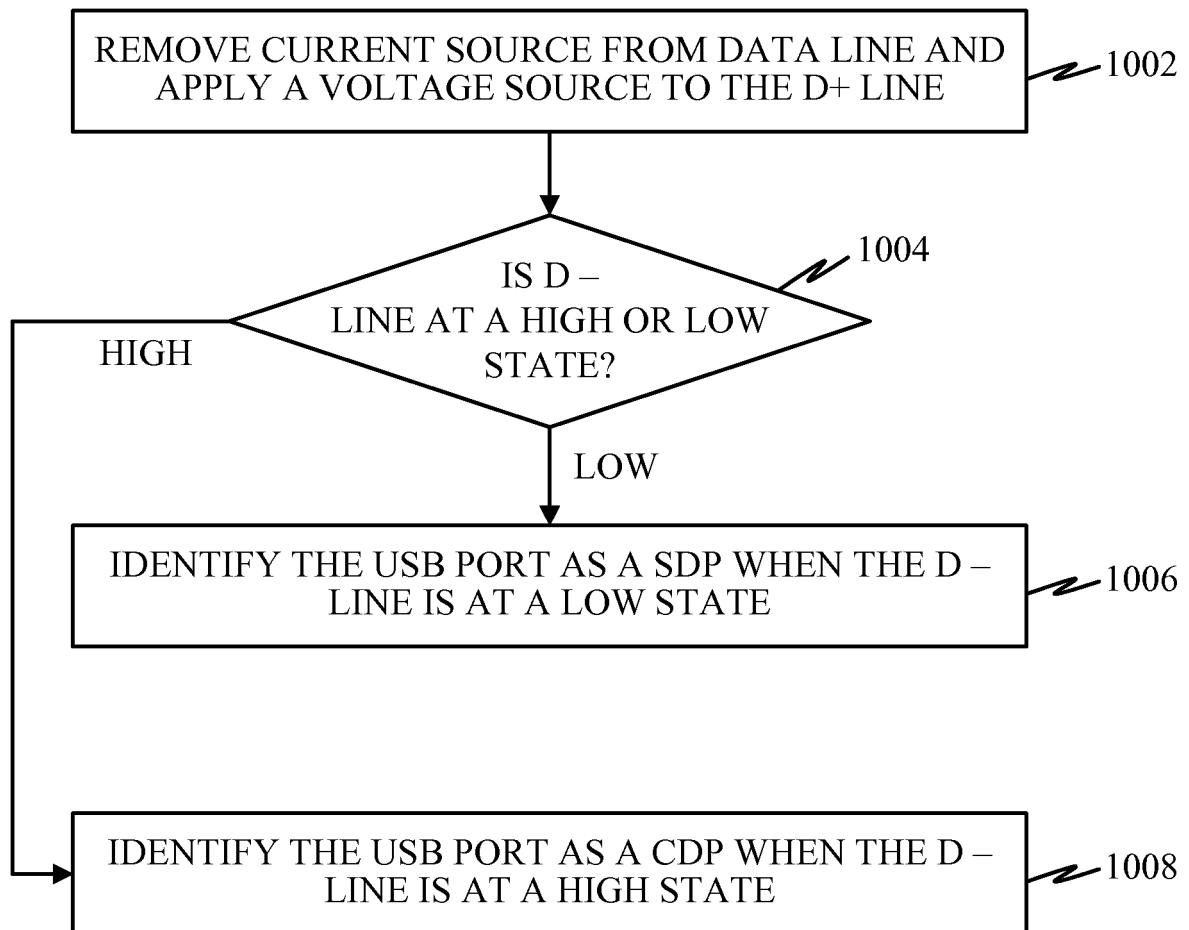 REMOVE CURRENT SOURCE FROM DATA LINE AND
APPLY A VOLTAGE SOURCE TO THE D+ LINE
1002
IS D –
LINE AT A HIGH OR LOW
STATE?
1004
HIGH
LOW
IDENTIFY THE USB PORT AS A SDP WHEN THE D –
LINE IS AT A LOW STATE
1006
IDENTIFY THE USB PORT AS A CDP WHEN THE D –
LINE IS AT A HIGH STATE
1008